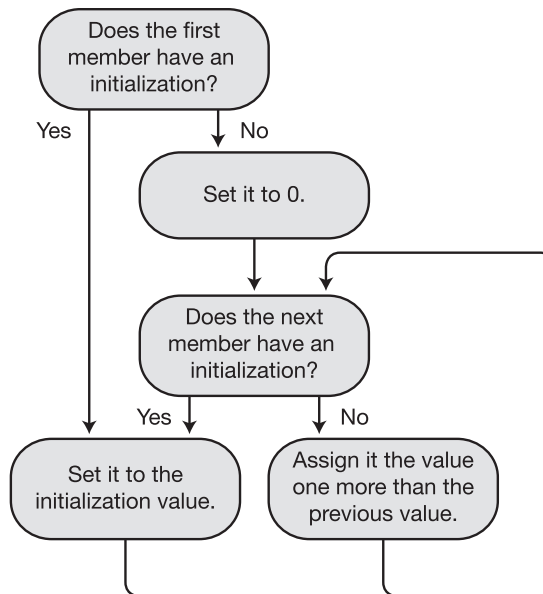 Does the first
member have an
initialization?
Yes
No
Set it to 0.
Does the next
member have an
initialization?
Yes
No
Set it to the
initialization value.
Assign it the value
one more than the
previous value.